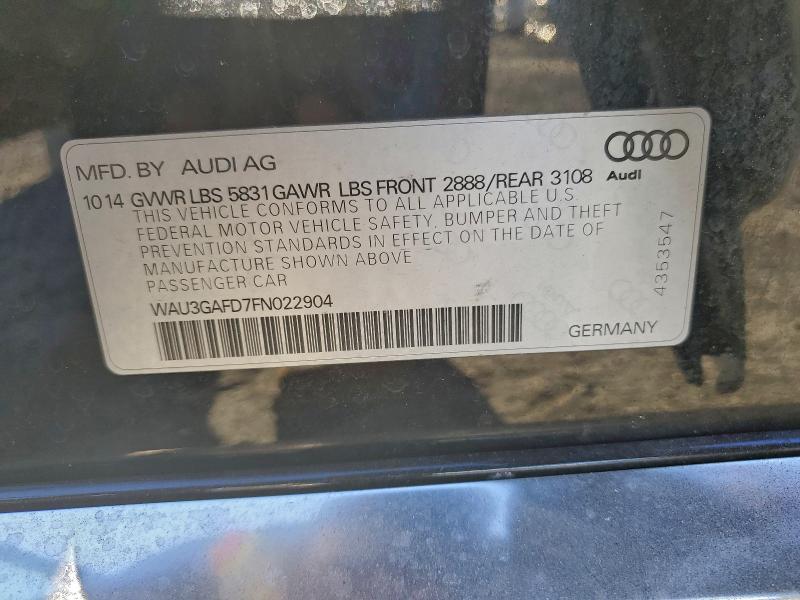 MFD. BY AUDI AG
Audi
10 14 GVWR LBS 5831 GAWR LBS FRONT 2888/REAR 3108
THIS VEHICLE CONFORMS TO ALL APPLICABLE U.S.
FEDERAL MOTOR VEHICLE SAFETY, BUMPER AND THEFT
PREVENTION STANDARDS IN EFFECT ON THE DATE OF
MANUFACTURE SHOWN ABOVE
PASSENGER CAR
WAU3GAFD7FN022904
4353547
GERMANY